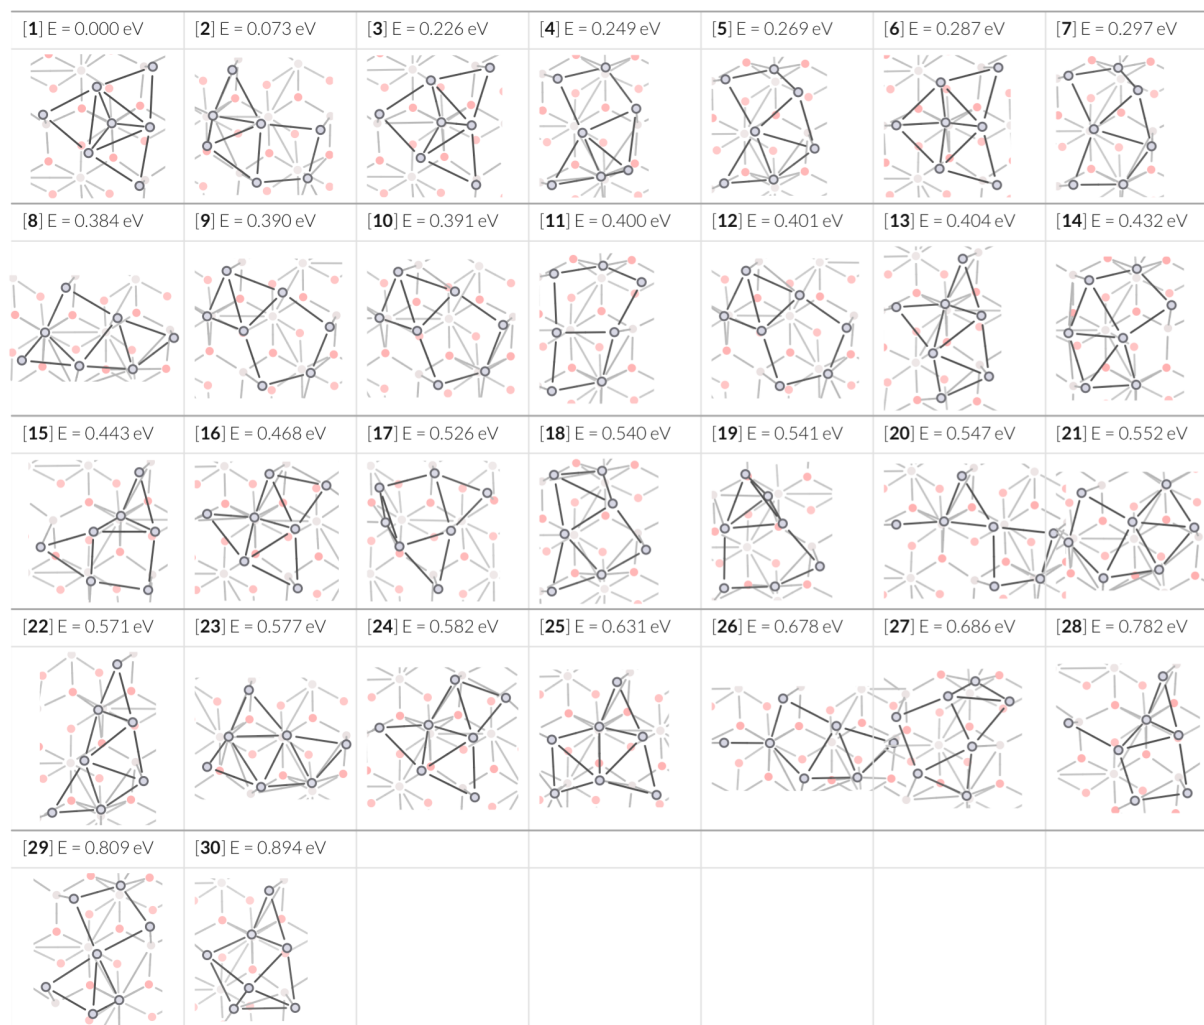 [1] E = 0.000 eV
[2] E = 0.073 eV
[3] E = 0.226 eV
[4] E = 0.249 eV
[5] E = 0.269 eV
[6] E = 0.287 eV
[7] E = 0.297 eV
[8] E = 0.384 eV
[9] E = 0.390 eV
[10] E = 0.391 eV
[11] E = 0.400 eV
[12] E = 0.401 eV
[13] E = 0.404 eV
[14] E = 0.432 eV
[15] E = 0.443 eV
[16] E = 0.468 eV
[17] E = 0.526 eV
[18] E = 0.540 eV
[19] E = 0.541 eV
[20] E = 0.547 eV
[21] E = 0.552 eV
[22] E = 0.571 eV
[23] E = 0.577 eV
[24] E = 0.582 eV
[25] E = 0.631 eV
[26] E = 0.678 eV
[27] E = 0.686 eV
[28] E = 0.782 eV
[29] E = 0.809 eV
[30] E = 0.894 eV